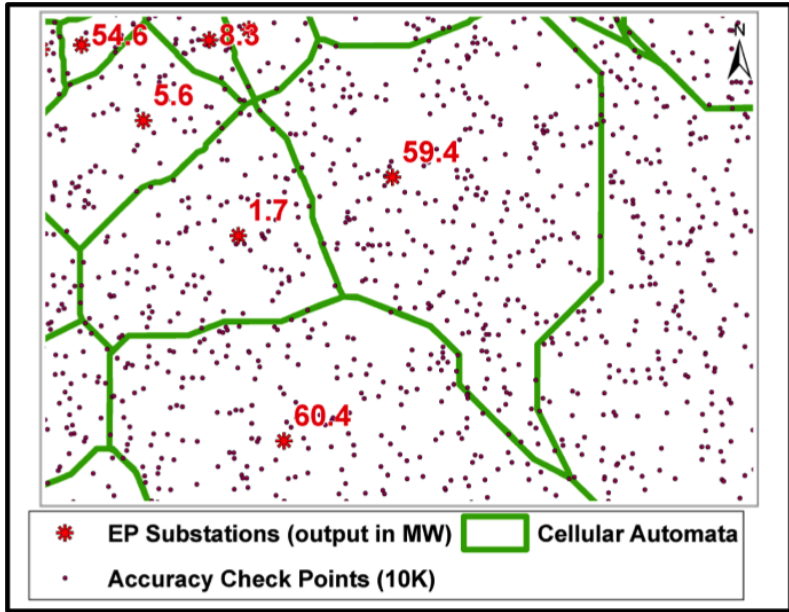 54.6
8.3
N
5.6
59.4
1.7
60.4
EP Substations (output in MW)
Cellular Automata
Accuracy Check Points (10K)